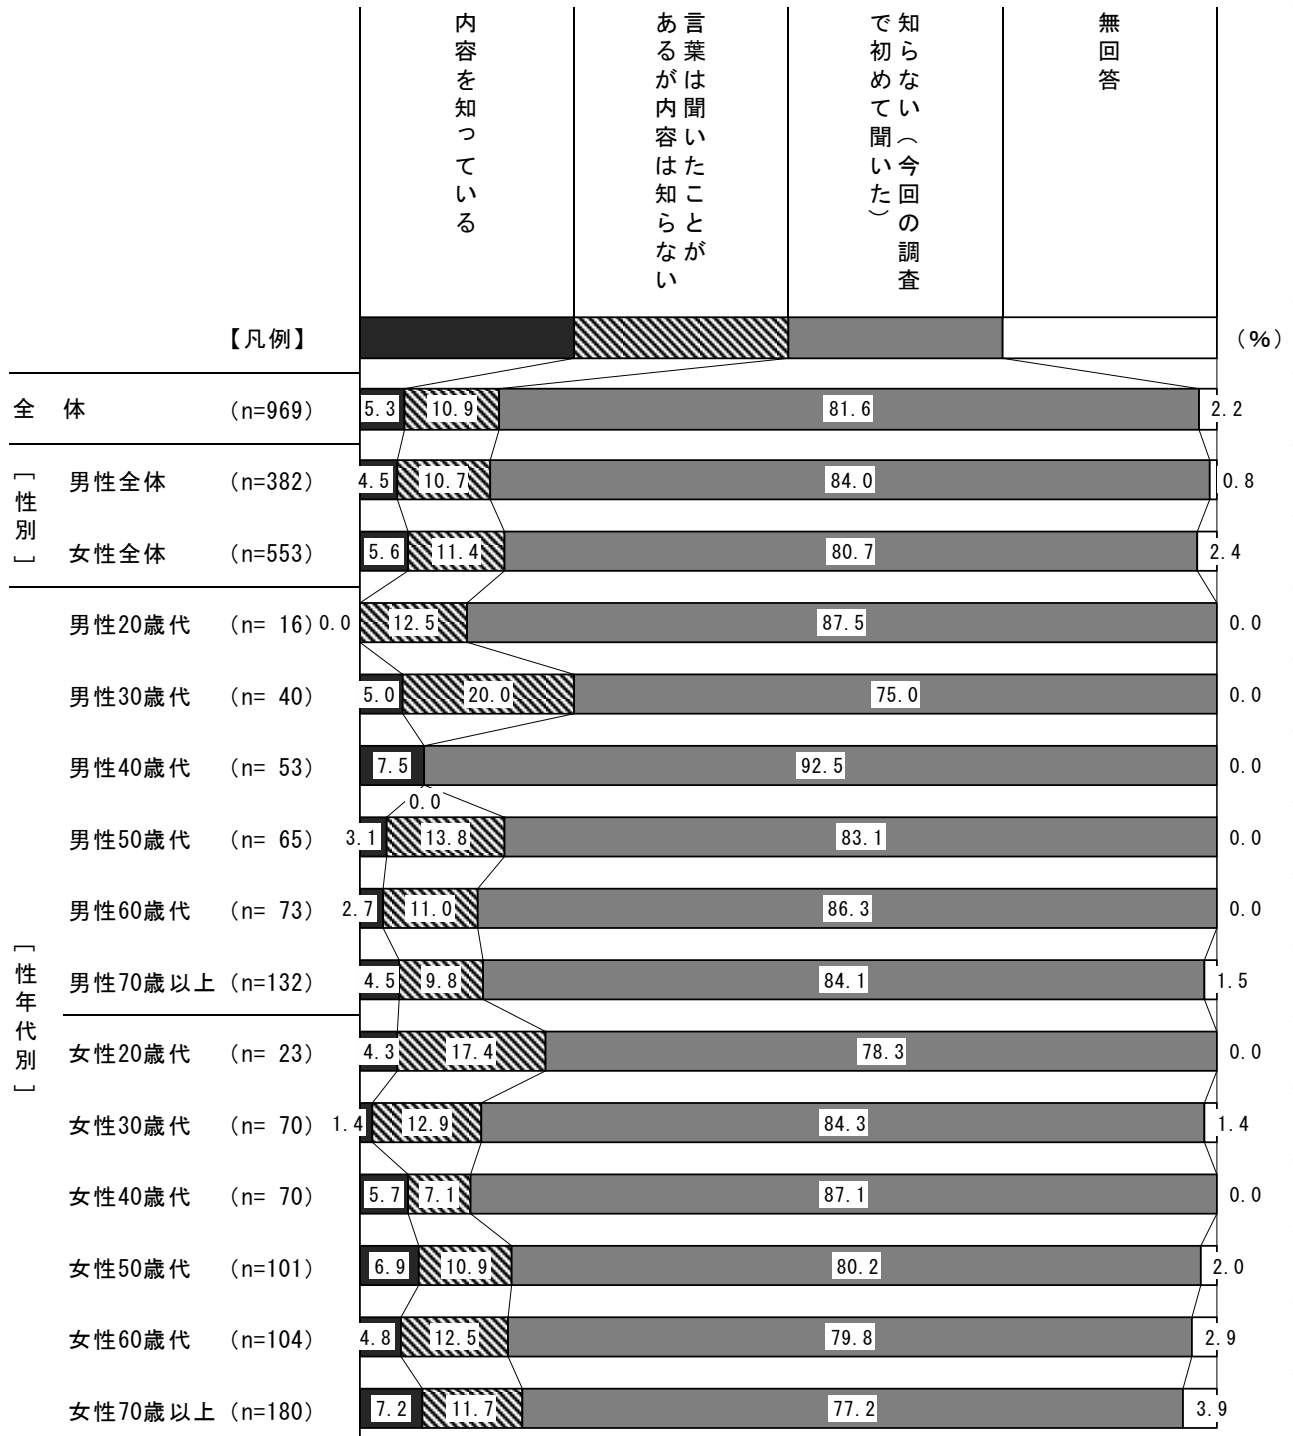 内容を知っている
言葉は聞いたことが
あるが内容は知らない
知らない（今回の調査
で初めて聞いた）
無回答
【凡例】 （%）
全 体 （n=969） 5.3 10.9 81.6 2.2
［性別］
男性全体 （n=382） 4.5 10.7 84.0 0.8
女性全体 （n=553） 5.6 11.4 80.7 2.4
［性年代別］
男性20歳代 （n= 16） 0.0 12.5 87.5 0.0
男性30歳代 （n= 40） 5.0 20.0 75.0 0.0
男性40歳代 （n= 53） 7.5 0.0 92.5 0.0
男性50歳代 （n= 65） 3.1 13.8 83.1 0.0
男性60歳代 （n= 73） 2.7 11.0 86.3 0.0
男性70歳以上 （n=132） 4.5 9.8 84.1 1.5
女性20歳代 （n= 23） 4.3 17.4 78.3 0.0
女性30歳代 （n= 70） 1.4 12.9 84.3 1.4
女性40歳代 （n= 70） 5.7 7.1 87.1 0.0
女性50歳代 （n=101） 6.9 10.9 80.2 2.0
女性60歳代 （n=104） 4.8 12.5 79.8 2.9
女性70歳以上 （n=180） 7.2 11.7 77.2 3.9